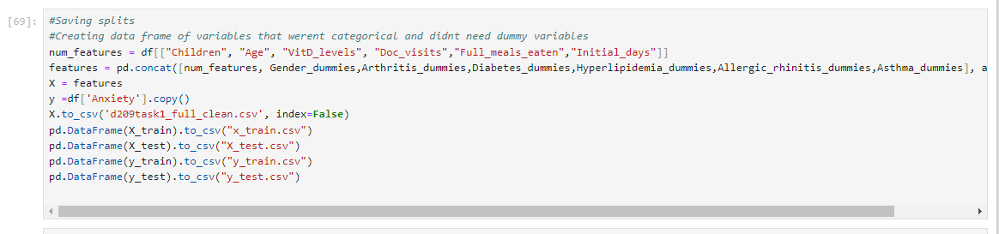 [69]:
#Saving splits
#Creating data frame of variables that werent categorical and didnt need dummy variables
num_features = df[["Children", "Age", "VitD_levels", "Doc_visits","Full_meals_eaten","Initial_days"]]
features = pd.concat([num_features, Gender_dummies,Arthritis_dummies,Diabetes_dummies,Hyperlipidemia_dummies,Allergic_rhinitis_dummies,Asthma_dummies], a
X = features
y =df['Anxiety'].copy()
X.to_csv('d209task1_full_clean.csv', index=False)
pd.DataFrame(X_train).to_csv("x_train.csv")
pd.DataFrame(X_test).to_csv("X_test.csv")
pd.DataFrame(y_train).to_csv("y_train.csv")
pd.DataFrame(y_test).to_csv("y_test.csv")